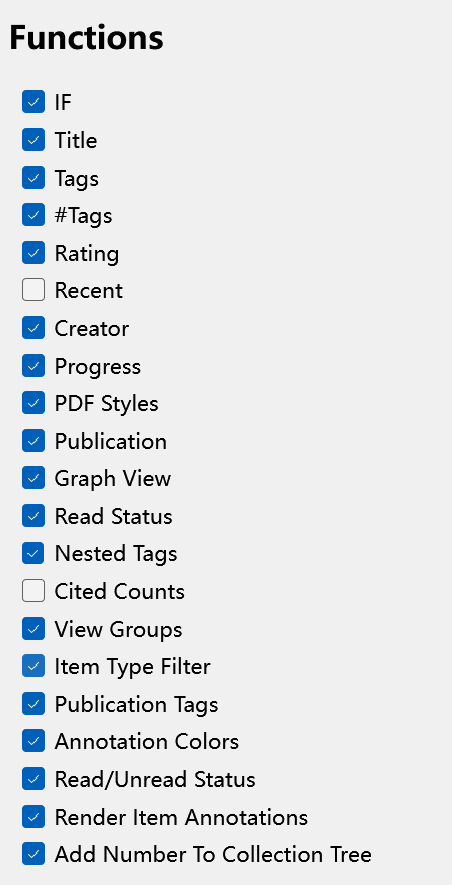 Functions
IF
Title
Tags
#Tags
Rating
Recent
Creator
Progress
PDF Styles
Publication
Graph View
Read Status
Nested Tags
Cited Counts
View Groups
Item Type Filter
Publication Tags
Annotation Colors
Read/Unread Status
Render Item Annotations
Add Number To Collection Tree